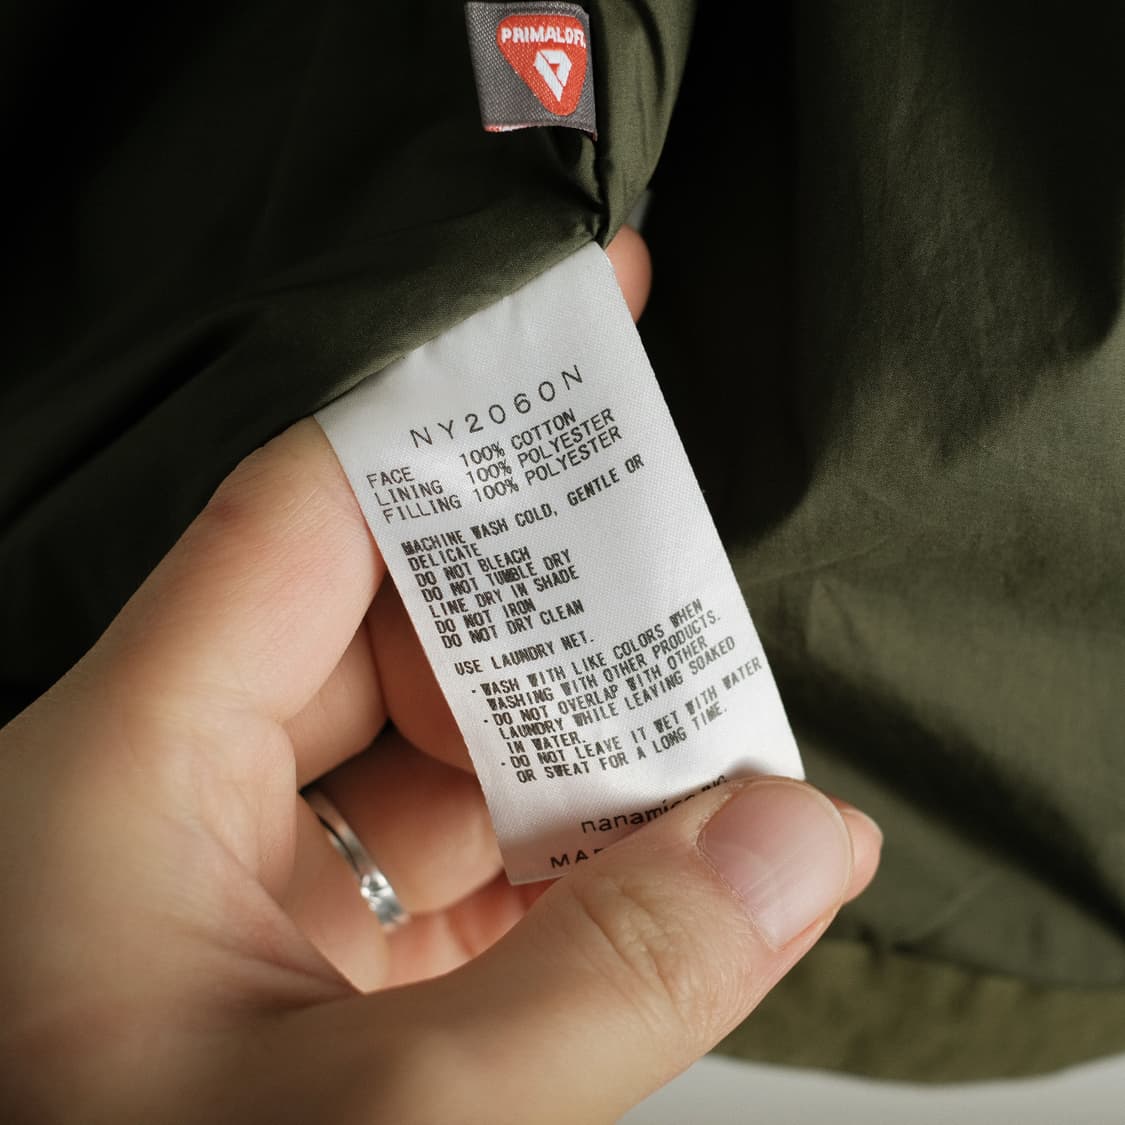 PRIMALOFT
NY2060N
FACE 100% COTTON
LINING 100% POLYESTER
FILLING 100% POLYESTER
MACHINE WASH COLD, GENTLE OR
DELICATE
DO NOT BLEACH
DO NOT TUMBLE DRY
LINE DRY IN SHADE
DO NOT IRON
DO NOT DRY CLEAN
USE LAUNDRY NET.
·WASH WITH LIKE COLORS WHEN
WASHING WITH OTHER PRODUCTS.
·DO NOT OVERLAP WITH OTHER
LAUNDRY WHILE LEAVING SOAKED
IN WATER.
·DO NOT LEAVE IT WET WITH WATER
OR SWEAT FOR A LONG TIME.